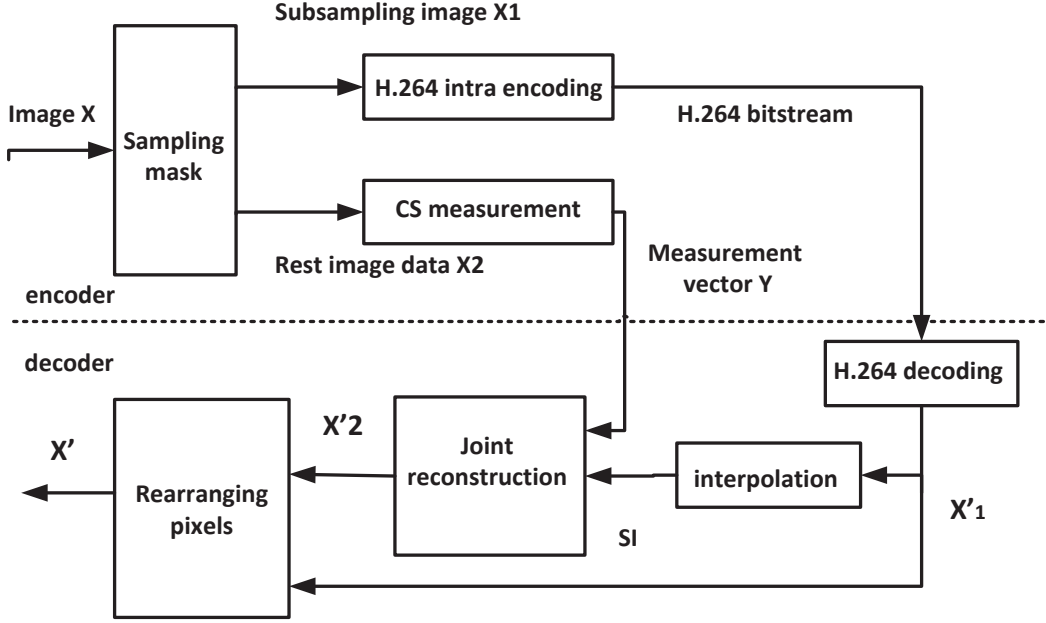 Subsampling image X1
H.264 intra encoding
Image X
H.264 bitstream
Sampling
mask
CS measurement
Rest image data X2
Measurement
vector Y
encoder
decoder
H.264 decoding
X'
X'2
Joint
reconstruction
interpolation
Rearranging
pixels
X'1
SI